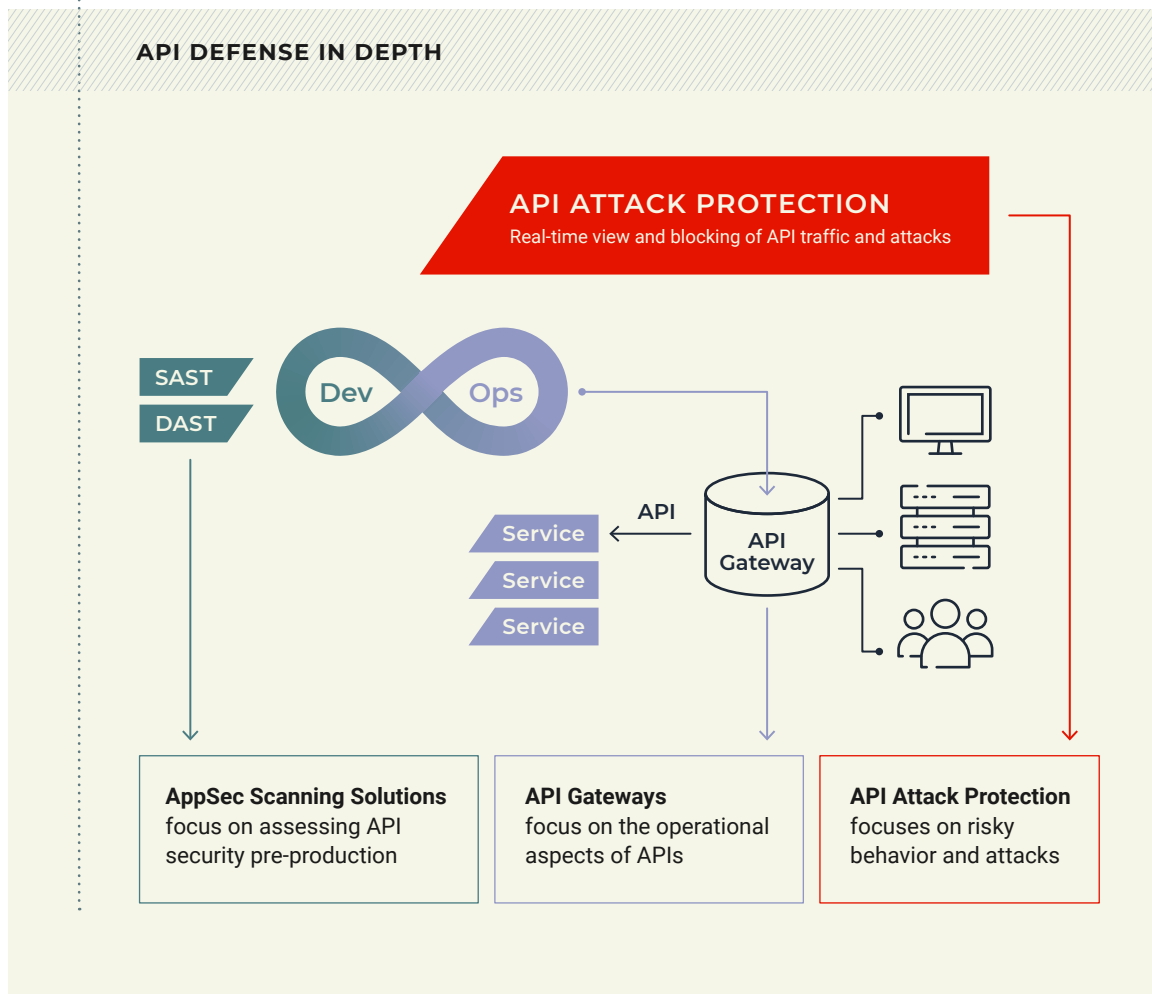 API DEFENSE IN DEPTH
API ATTACK PROTECTION
Real-time view and blocking of API traffic and attacks
SAST
DAST
Dev
Ops
API
Service
Service
Service
API
Gateway
AppSec Scanning Solutions
focus on assessing API
security pre-production
API Gateways
focus on the operational
aspects of APIs
API Attack Protection
focuses on risky
behavior and attacks